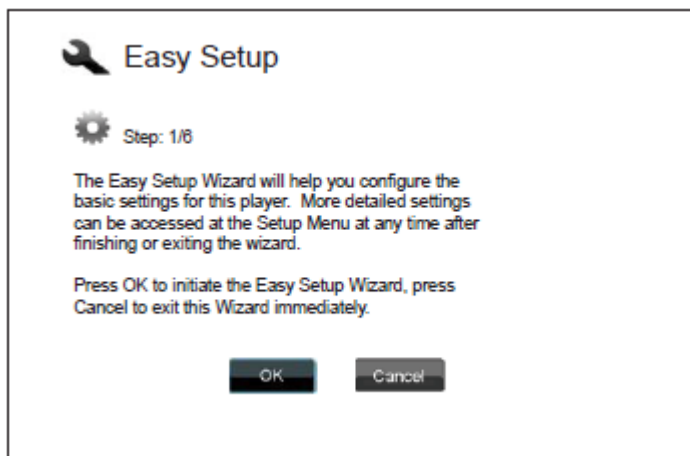 Easy Setup
Step: 1/6
The Easy Setup Wizard will help you configure the
basic settings for this player.  More detailed settings
can be accessed at the Setup Menu at any time after
finishing or exiting the wizard.
Press OK to initiate the Easy Setup Wizard, press
Cancel to exit this Wizard immediately.
OK
Cancel